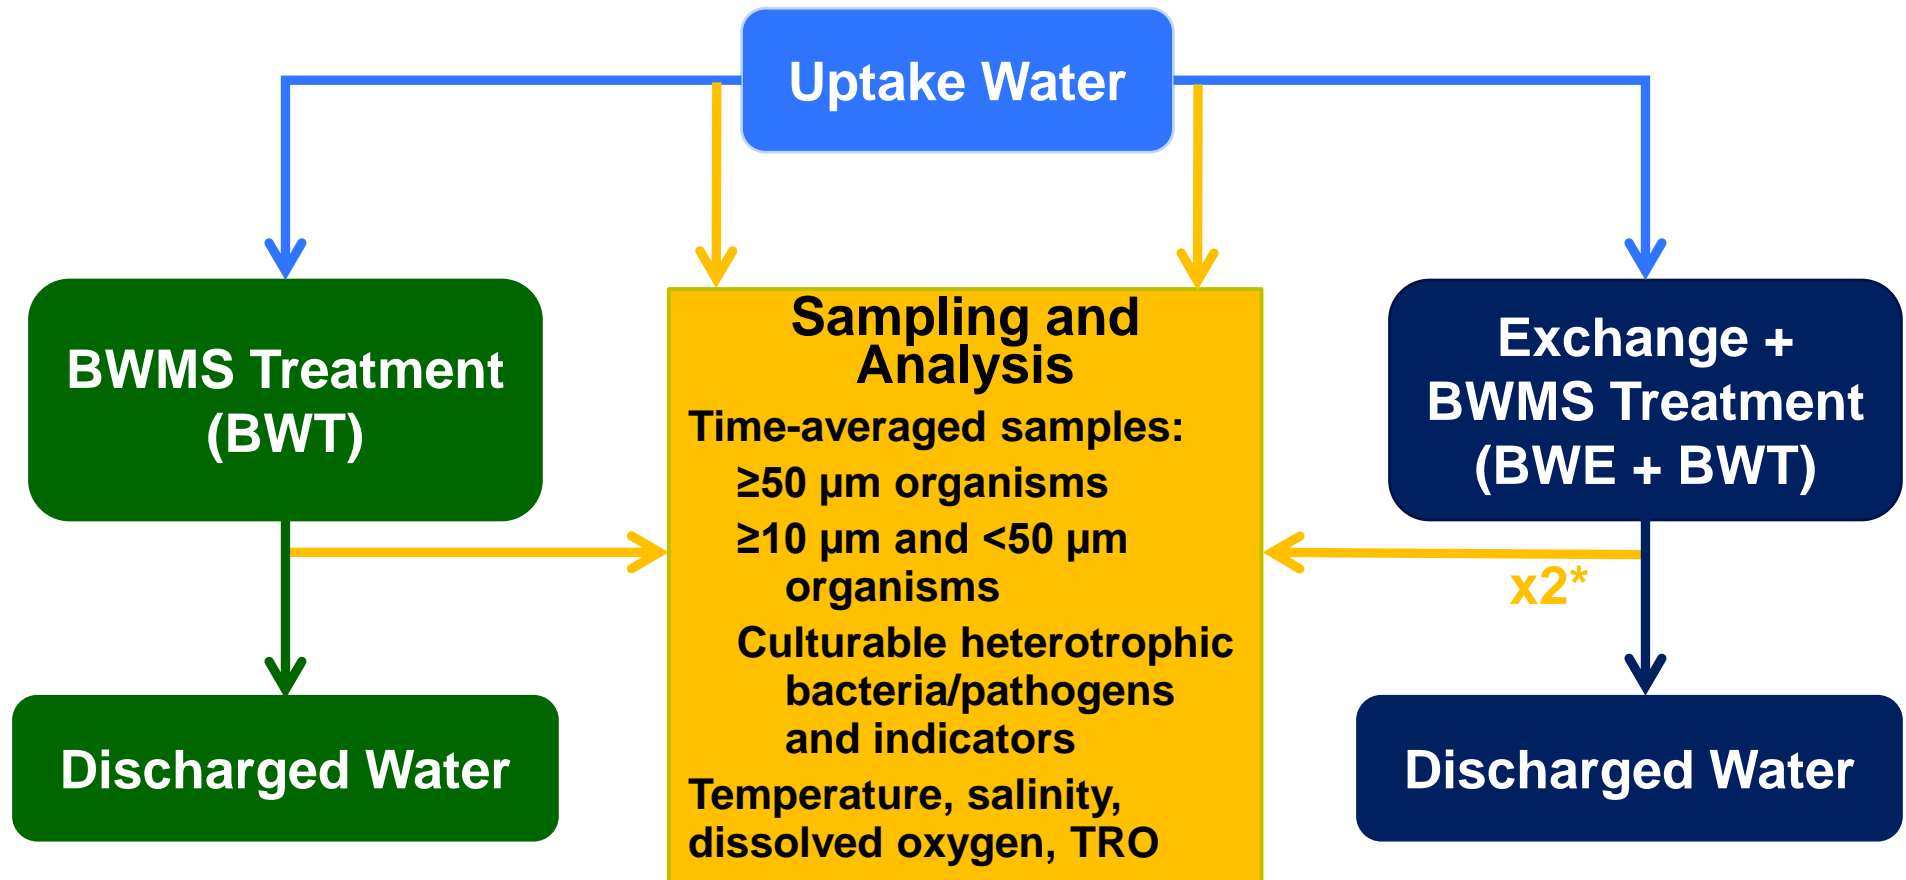 Uptake Water
BWMS Treatment
(BWT)
Sampling and
Analysis
Time-averaged samples:
≥50 µm organisms
≥10 µm and <50 µm
organisms
Culturable heterotrophic
bacteria/pathogens
and indicators
Temperature, salinity,
dissolved oxygen, TRO
Exchange +
BWMS Treatment
(BWE + BWT)
x2*
Discharged Water
Discharged Water